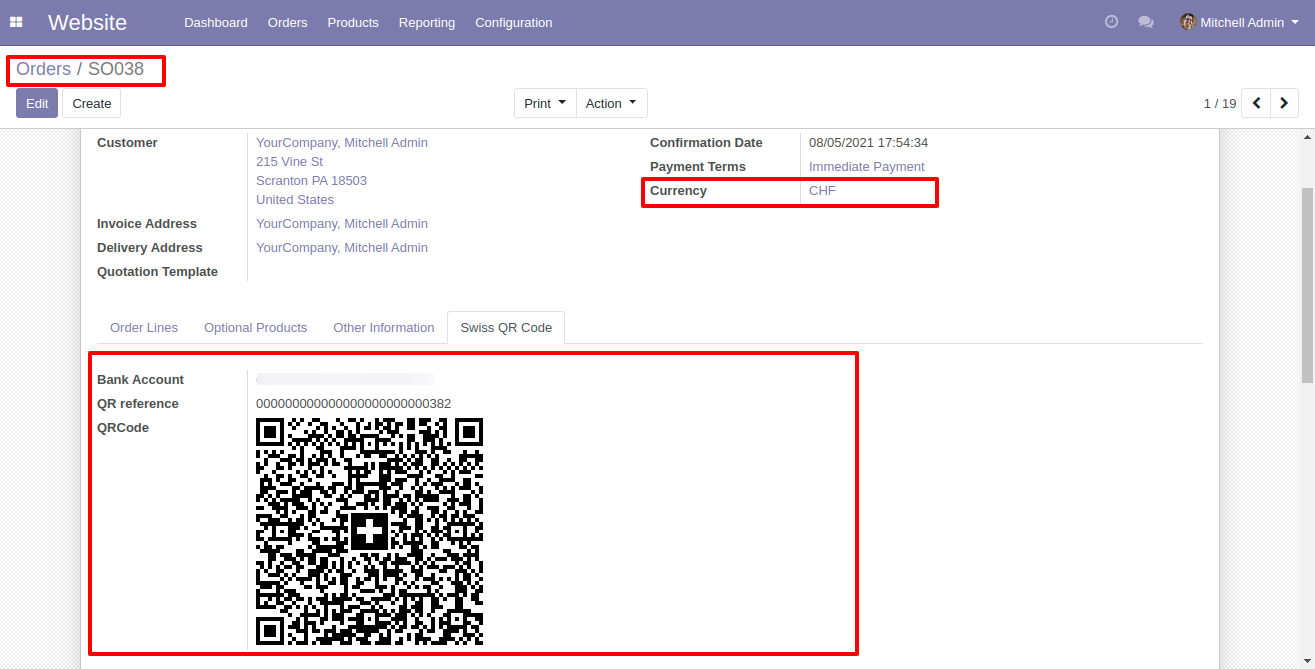 Website Dashboard Orders Products Reporting Configuration Mitchell Admin
Orders / SO038
Edit Create Print Action 1 / 19
Customer YourCompany, Mitchell Admin
215 Vine St
Scranton PA 18503
United States
Invoice Address YourCompany, Mitchell Admin
Delivery Address YourCompany, Mitchell Admin
Quotation Template
Confirmation Date 08/05/2021 17:54:34
Payment Terms Immediate Payment
Currency CHF
Order Lines Optional Products Other Information Swiss QR Code
Bank Account
QR reference 000000000000000000000000382
QRCode